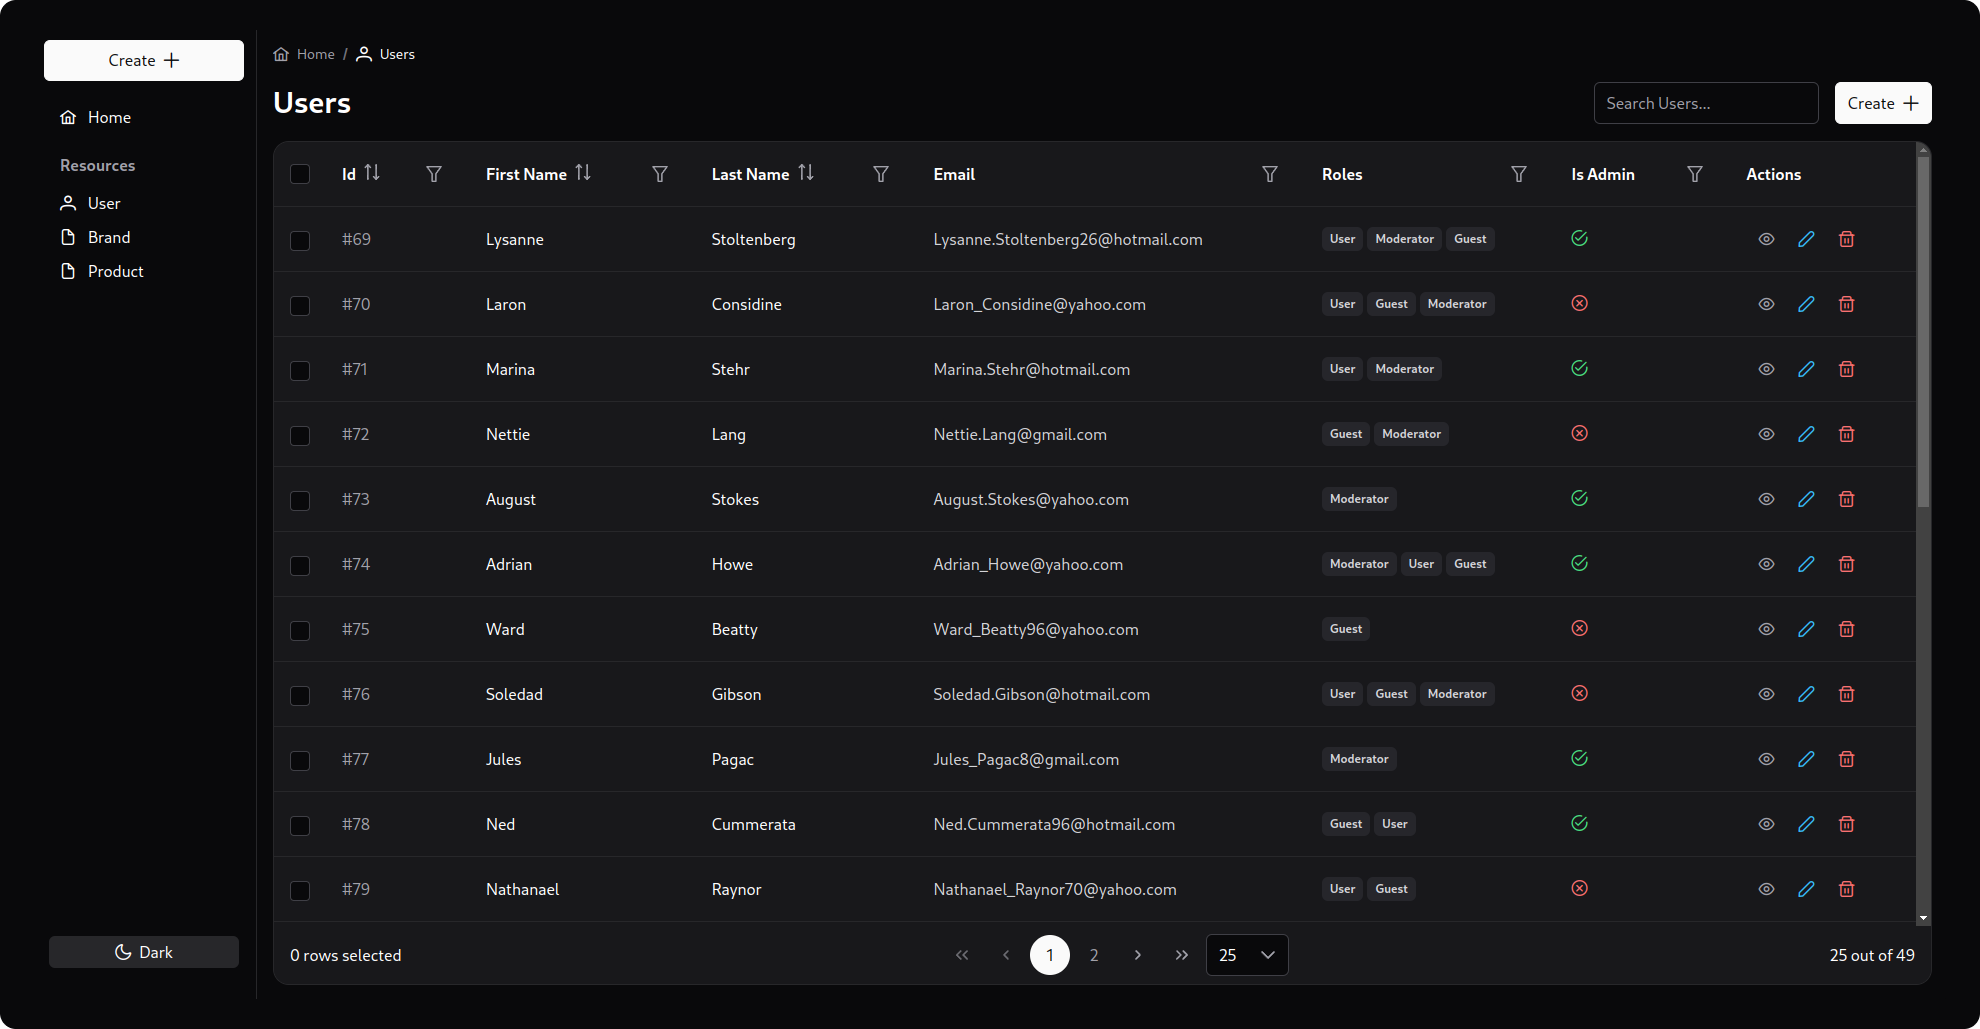 Create
Home
Resources
User
Brand
Product
Dark
Home / Users
Users
Search Users...
Create
Id First Name Last Name Email Roles Is Admin Actions
#69 Lysanne Stoltenberg Lysanne.Stoltenberg26@hotmail.com User Moderator Guest
#70 Laron Considine Laron_Considine@yahoo.com User Guest Moderator
#71 Marina Stehr Marina.Stehr@hotmail.com User Moderator
#72 Nettie Lang Nettie.Lang@gmail.com Guest Moderator
#73 August Stokes August.Stokes@yahoo.com Moderator
#74 Adrian Howe Adrian_Howe@yahoo.com Moderator User Guest
#75 Ward Beatty Ward_Beatty96@yahoo.com Guest
#76 Soledad Gibson Soledad.Gibson@hotmail.com User Guest Moderator
#77 Jules Pagac Jules_Pagac8@gmail.com Moderator
#78 Ned Cummerata Ned.Cummerata96@hotmail.com Guest User
#79 Nathanael Raynor Nathanael_Raynor70@yahoo.com User Guest
0 rows selected 1 2 25 25 out of 49